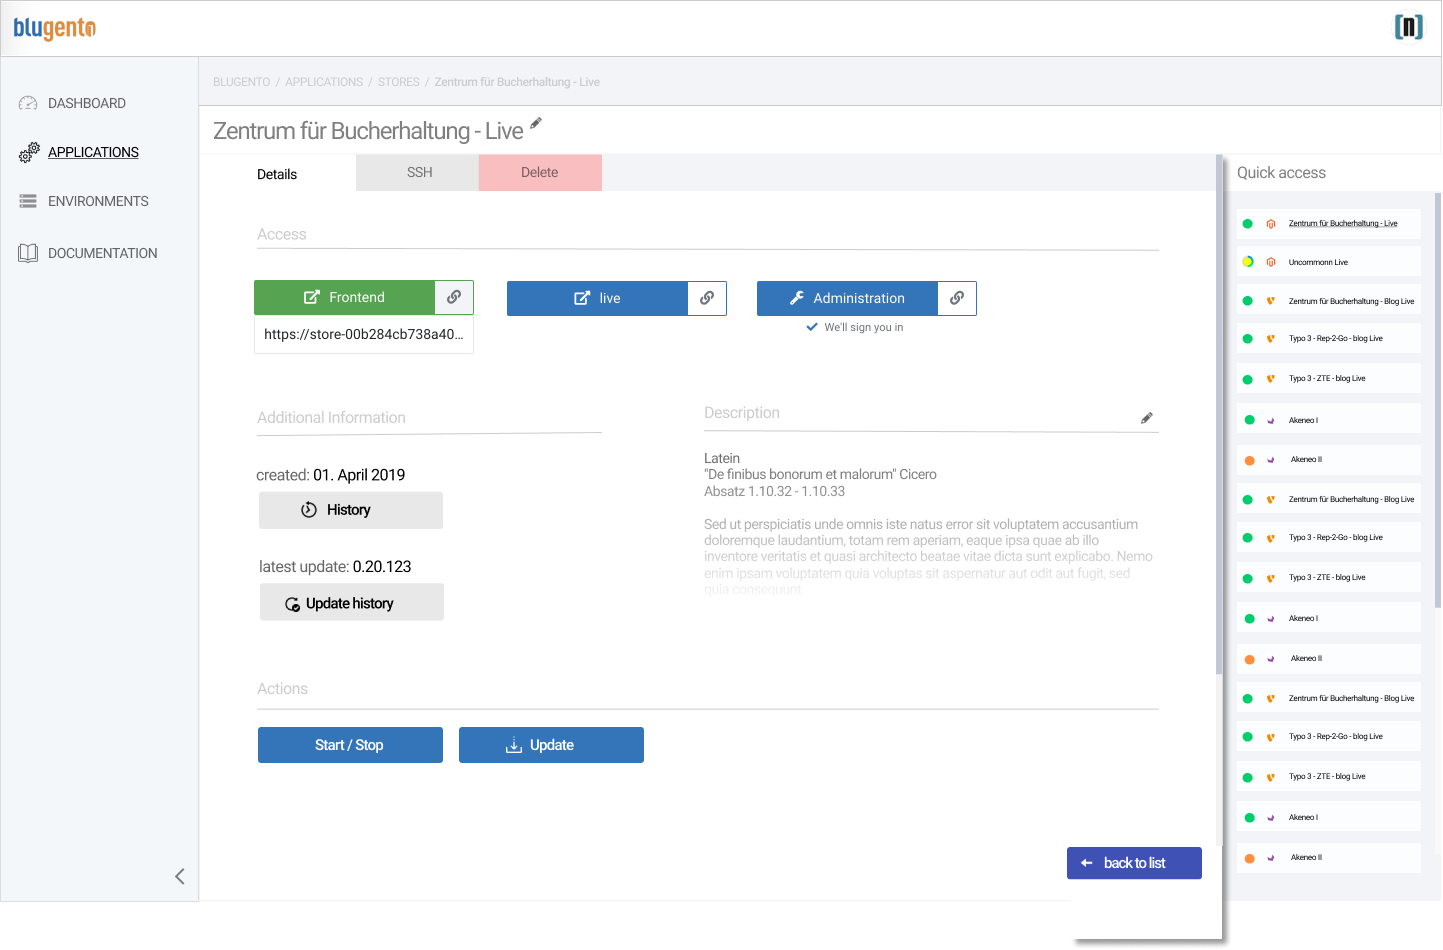 blugento
[n]
DASHBOARD
APPLICATIONS
ENVIRONMENTS
DOCUMENTATION
BLUGENTO / APPLICATIONS / STORES / Zentrum für Bucherhaltung - Live
Zentrum für Bucherhaltung - Live
Details
SSH
Delete
Access
Frontend
https://store-00b284cb738a40...
live
Administration
We'll sign you in
Additional Information
created: 01. April 2019
History
latest update: 0.20.123
Update history
Description
Latein
"De finibus bonorum et malorum" Cicero
Absatz 1.10.32 - 1.10.33
Sed ut perspiciatis unde omnis iste natus error sit voluptatem accusantium
doloremque laudantium, totam rem aperiam, eaque ipsa quae ab illo
inventore veritatis et quasi architecto beatae vitae dicta sunt explicabo. Nemo
enim ipsam voluptatem quia voluptas sit aspernatur aut odit aut fugit, sed
quia consequunt
Actions
Start / Stop
Update
back to list
Quick access
Zentrum für Bucherhaltung - Live
Uncommonn Live
Zentrum für Bucherhaltung - Blog Live
Typo 3 - Rep-2-Go - blog Live
Typo 3 - ZTE - blog Live
Akeneo I
Akeneo II
Zentrum für Bucherhaltung - Blog Live
Typo 3 - Rep-2-Go - blog Live
Typo 3 - ZTE - blog Live
Akeneo I
Akeneo II
Zentrum für Bucherhaltung - Blog Live
Typo 3 - Rep-2-Go - blog Live
Typo 3 - ZTE - blog Live
Akeneo I
Akeneo II